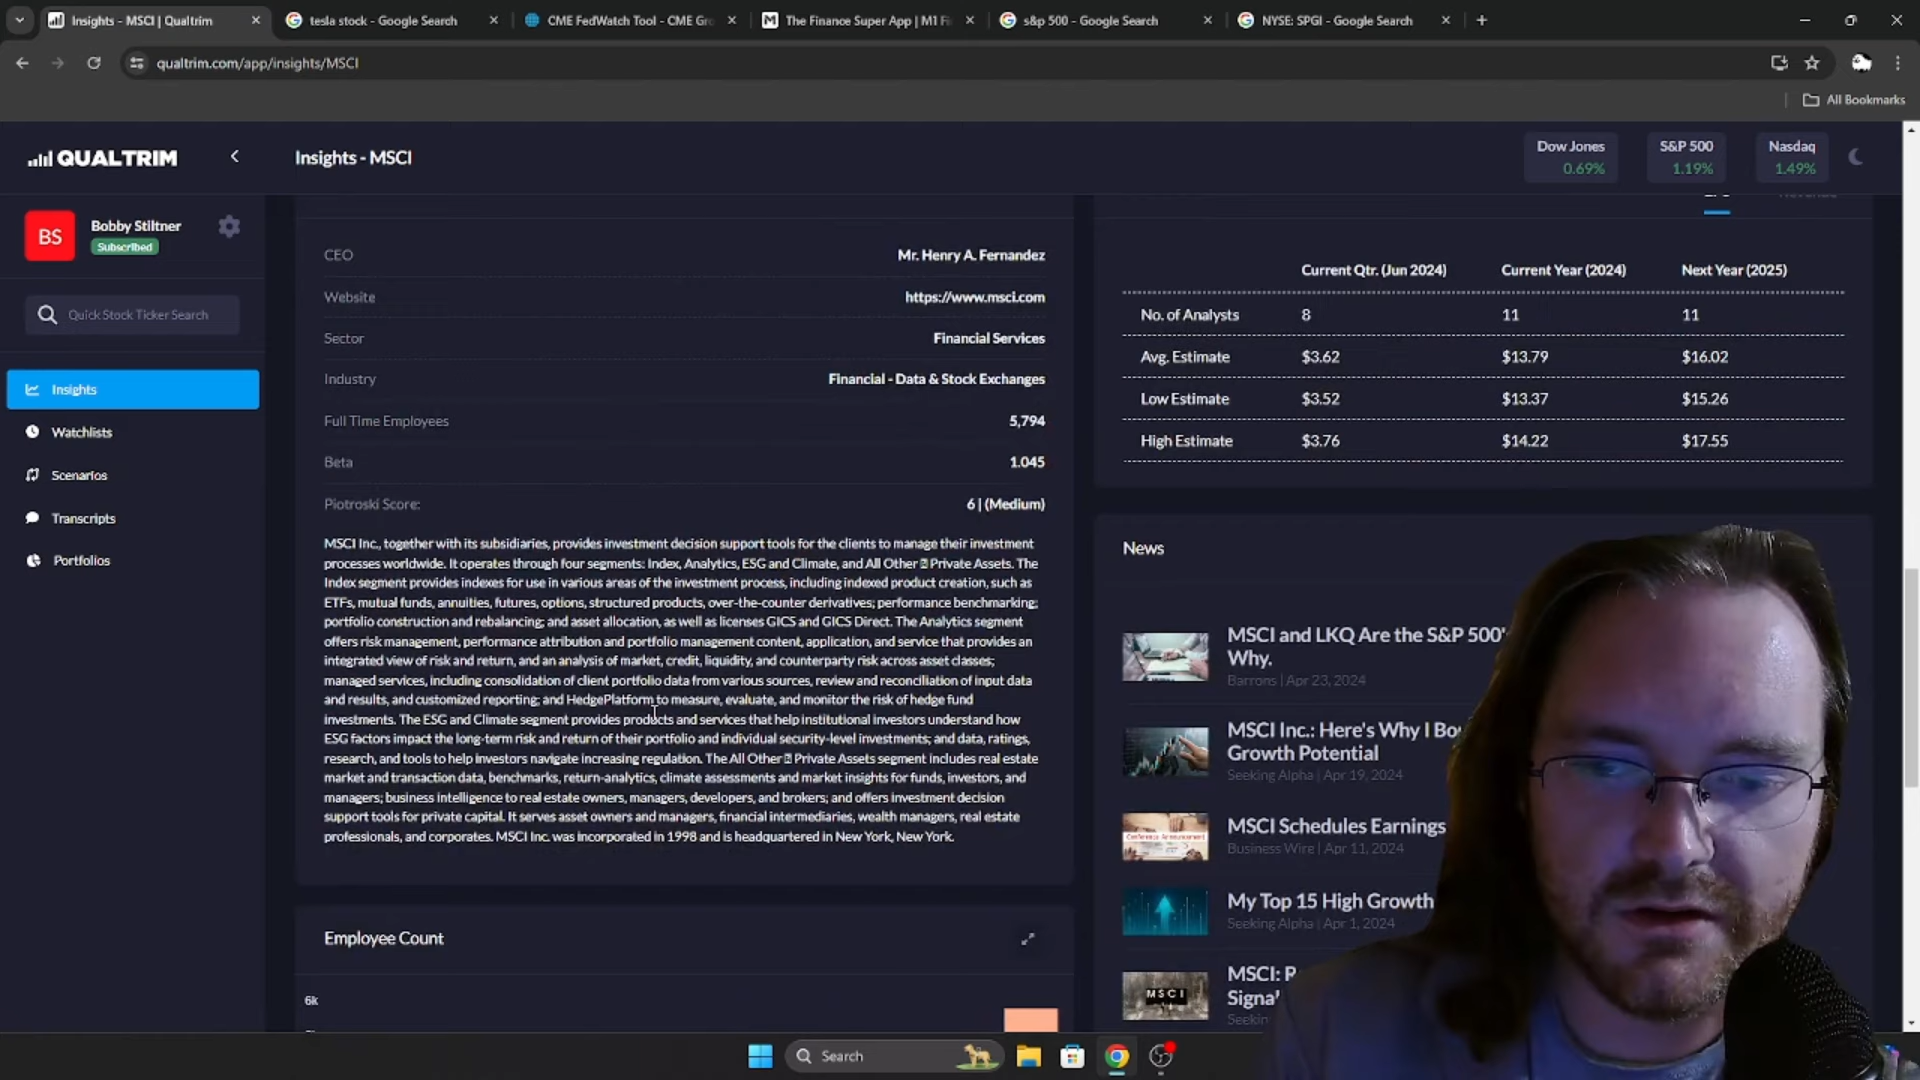 Insights - MSCI | Qualtrim
tesla stock - Google Search
CME FedWatch Tool - CME Gr
The Finance Super App | M1 Fi
s&p 500 - Google Search
NYSE: SPGI - Google Search
qualtrim.com/app/insights/MSCI
All Bookmarks
QUALTRIM
Insights - MSCI
Dow Jones
0.69%
S&P 500
1.19%
Nasdaq
1.49%
BS
Bobby Stiltner
Subscribed
Quick Stock Ticker Search
Insights
Watchlists
Scenarios
Transcripts
Portfolios
CEO
Mr. Henry A. Fernandez
Website
https://www.msci.com
Sector
Financial Services
Industry
Financial - Data & Stock Exchanges
Full Time Employees
5,794
Beta
1.045
Piotroski Score:
6 | (Medium)
MSCI Inc., together with its subsidiaries, provides investment decision support tools for the clients to manage their investment
processes worldwide. It operates through four segments: Index, Analytics, ESG and Climate, and All Other Private Assets. The
Index segment provides indexes for use in various areas of the investment process, including indexed product creation, such as
ETFs, mutual funds, annuities, futures, options, structured products, over-the-counter derivatives; performance benchmarking;
portfolio construction and rebalancing; and asset allocation, as well as licenses GICS and GICS Direct. The Analytics segment
offers risk management, performance attribution and portfolio management content, application, and service that provides an
integrated view of risk and return, and an analysis of market, credit, liquidity, and counterparty risk across asset classes;
managed services, including consolidation of client portfolio data from various sources, review and reconciliation of input data
and results, and customized reporting; and HedgePlatform to measure, evaluate, and monitor the risk of hedge fund
investments. The ESG and Climate segment provides products and services that help institutional investors understand how
ESG factors impact the long-term risk and return of their portfolio and individual security-level investments; and data, ratings,
research, and tools to help investors navigate increasing regulation. The All Other Private Assets segment includes real estate
market and transaction data, benchmarks, return-analytics, climate assessments and market insights for funds, investors, and
managers; business intelligence to real estate owners, managers, developers, and brokers; and offers investment decision
support tools for private capital. It serves asset owners and managers, financial intermediaries, wealth managers, real estate
professionals, and corporates. MSCI Inc. was incorporated in 1998 and is headquartered in New York, New York.
Employee Count
6k
Current Qtr. (Jun 2024)
Current Year (2024)
Next Year (2025)
No. of Analysts
8
11
11
Avg. Estimate
$3.62
$13.79
$16.02
Low Estimate
$3.52
$13.37
$15.26
High Estimate
$3.76
$14.22
$17.55
News
MSCI and LKQ Are the S&P 500'
Why.
Barrons | Apr 23, 2024
MSCI Inc.: Here's Why I Bo
Growth Potential
Seeking Alpha | Apr 19, 2024
MSCI Schedules Earnings
Business Wire | Apr 11, 2024
My Top 15 High Growth
Seeking Alpha | Apr 1, 2024
MSCI
MSCI:
Signal
Search